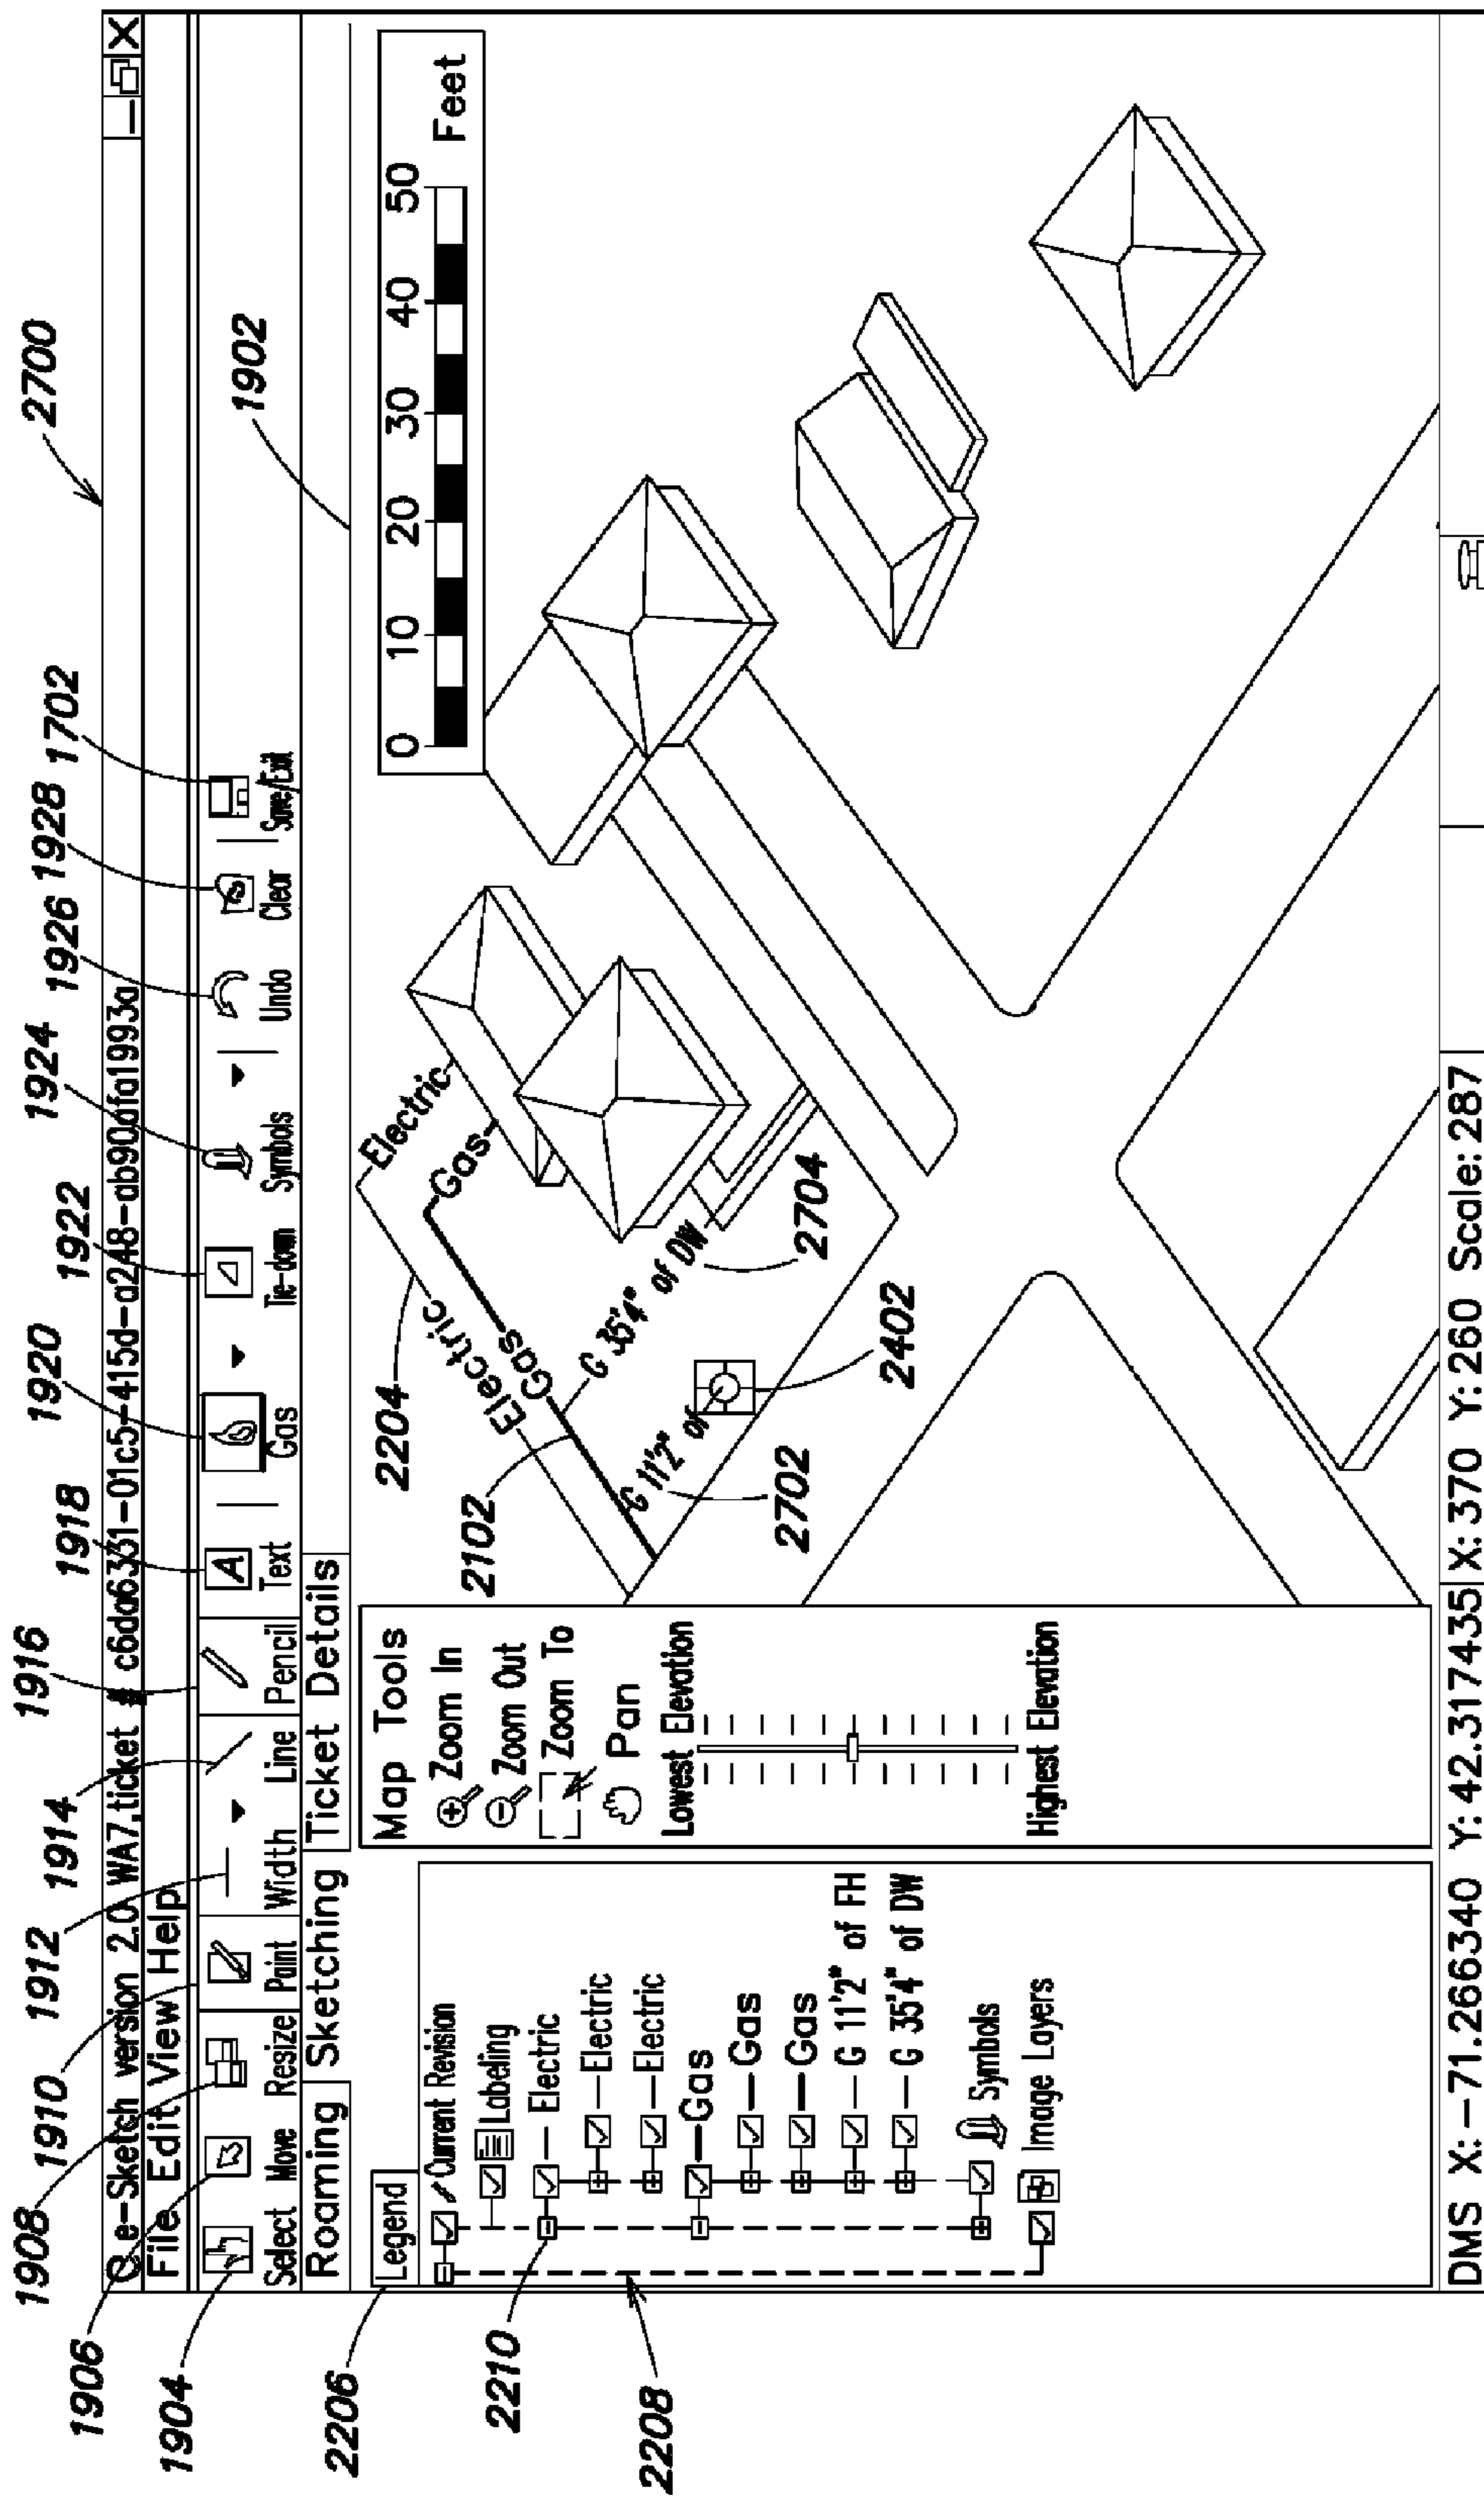 2700
1908 1910 1912 1914 1916 1918 1920 1922 1924 1926 1928 1702
1906
1904
1902
e-Sketch version 2.0 WA7,ticket # c6da6331-01c5-415d-a248-ab90dfa1993a
File Edit View Help
Select Move Resize Paint Width Line Pencil Text Gas Tie-down Symbols Undo Clear Save/Exit
Roaming Sketching Ticket Details
2206
Legend
Current Revision
Labeling
Electric
Electric
Electric
Gas
Gas
Gas
G 11'2" of FH
G 35'4" of DW
Symbols
Image Layers
2210
2208
Map Tools
Zoom In
Zoom Out
Zoom To
Pan
Lowest Elevation
Highest Elevation
0 10 20 30 40 50
Feet
2204
Electric
Electric
Gas
Gas
2102
G 35'4" of DW
G 11'2" of
2704
2402
2702
DMS X:-71.266340 Y:42.317435 X:370 Y:260 Scale:287